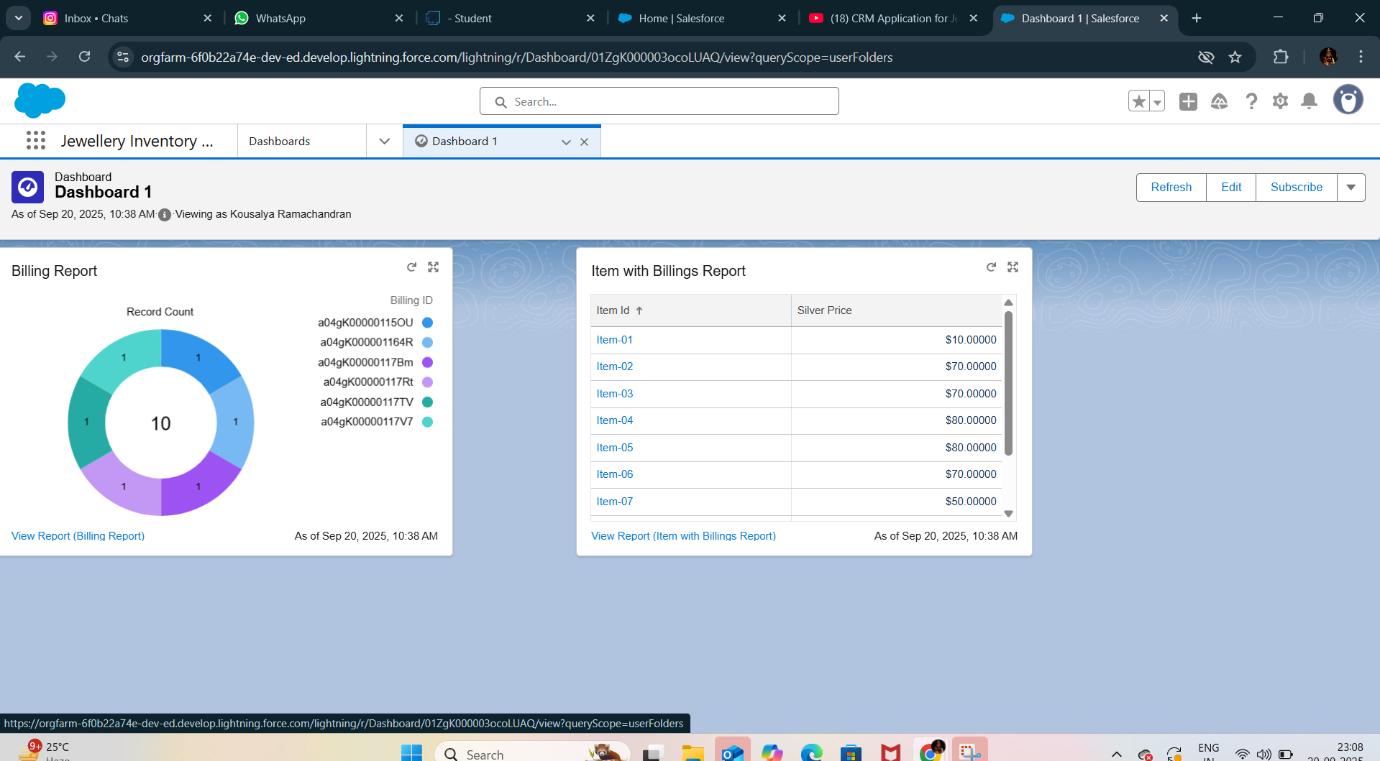 Inbox • Chats
WhatsApp
- Student
Home | Salesforce
(18) CRM Application for Je
Dashboard 1 | Salesforce
orgfarm-6f0b22a74e-dev-ed.develop.lightning.force.com/lightning/r/Dashboard/01ZgK000003ocoLUAQ/view?queryScope=userFolders
Search...
Jewellery Inventory ...
Dashboards
Dashboard 1
Dashboard
Dashboard 1
As of Sep 20, 2025, 10:38 AM Viewing as Kousalya Ramachandran
Refresh
Edit
Subscribe
Billing Report
Billing ID
Record Count
a04gK00000115OU
a04gK000001164R
a04gK00000117Bm
a04gK00000117Rt
a04gK00000117TV
a04gK00000117V7
1
1
1
1
1
1
10
View Report (Billing Report)
As of Sep 20, 2025, 10:38 AM
Item with Billings Report
Item Id ↑ Silver Price
Item-01 $10.00000
Item-02 $70.00000
Item-03 $70.00000
Item-04 $80.00000
Item-05 $80.00000
Item-06 $70.00000
Item-07 $50.00000
View Report (Item with Billings Report)
As of Sep 20, 2025, 10:38 AM
https://orgfarm-6f0b22a74e-dev-ed.develop.lightning.force.com/lightning/r/Dashboard/01ZgK000003ocoLUAQ/view?queryScope=userFolders
9+
25°C
Search
ENG
23:08